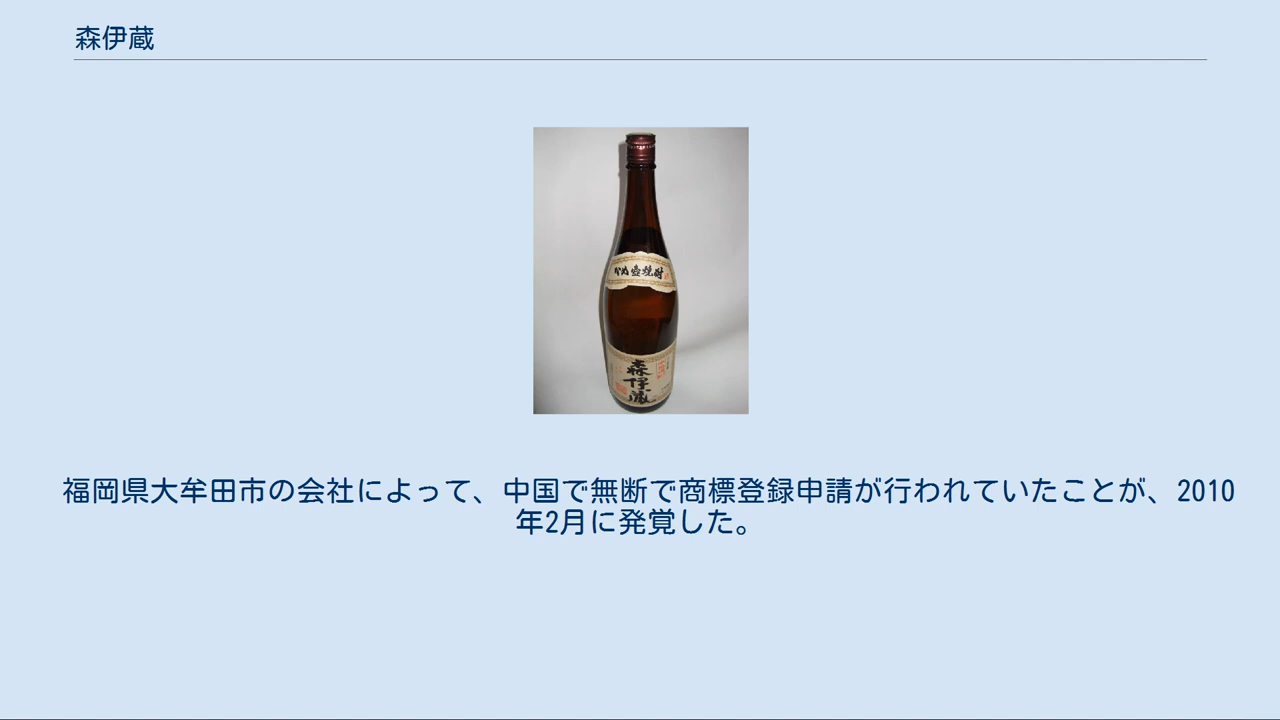 森伊蔵
かめ壺焼酎
森伊蔵
福岡県大牟田市の会社によって、中国で無断で商標登録申請が行われていたことが、2010
年2月に発覚した。